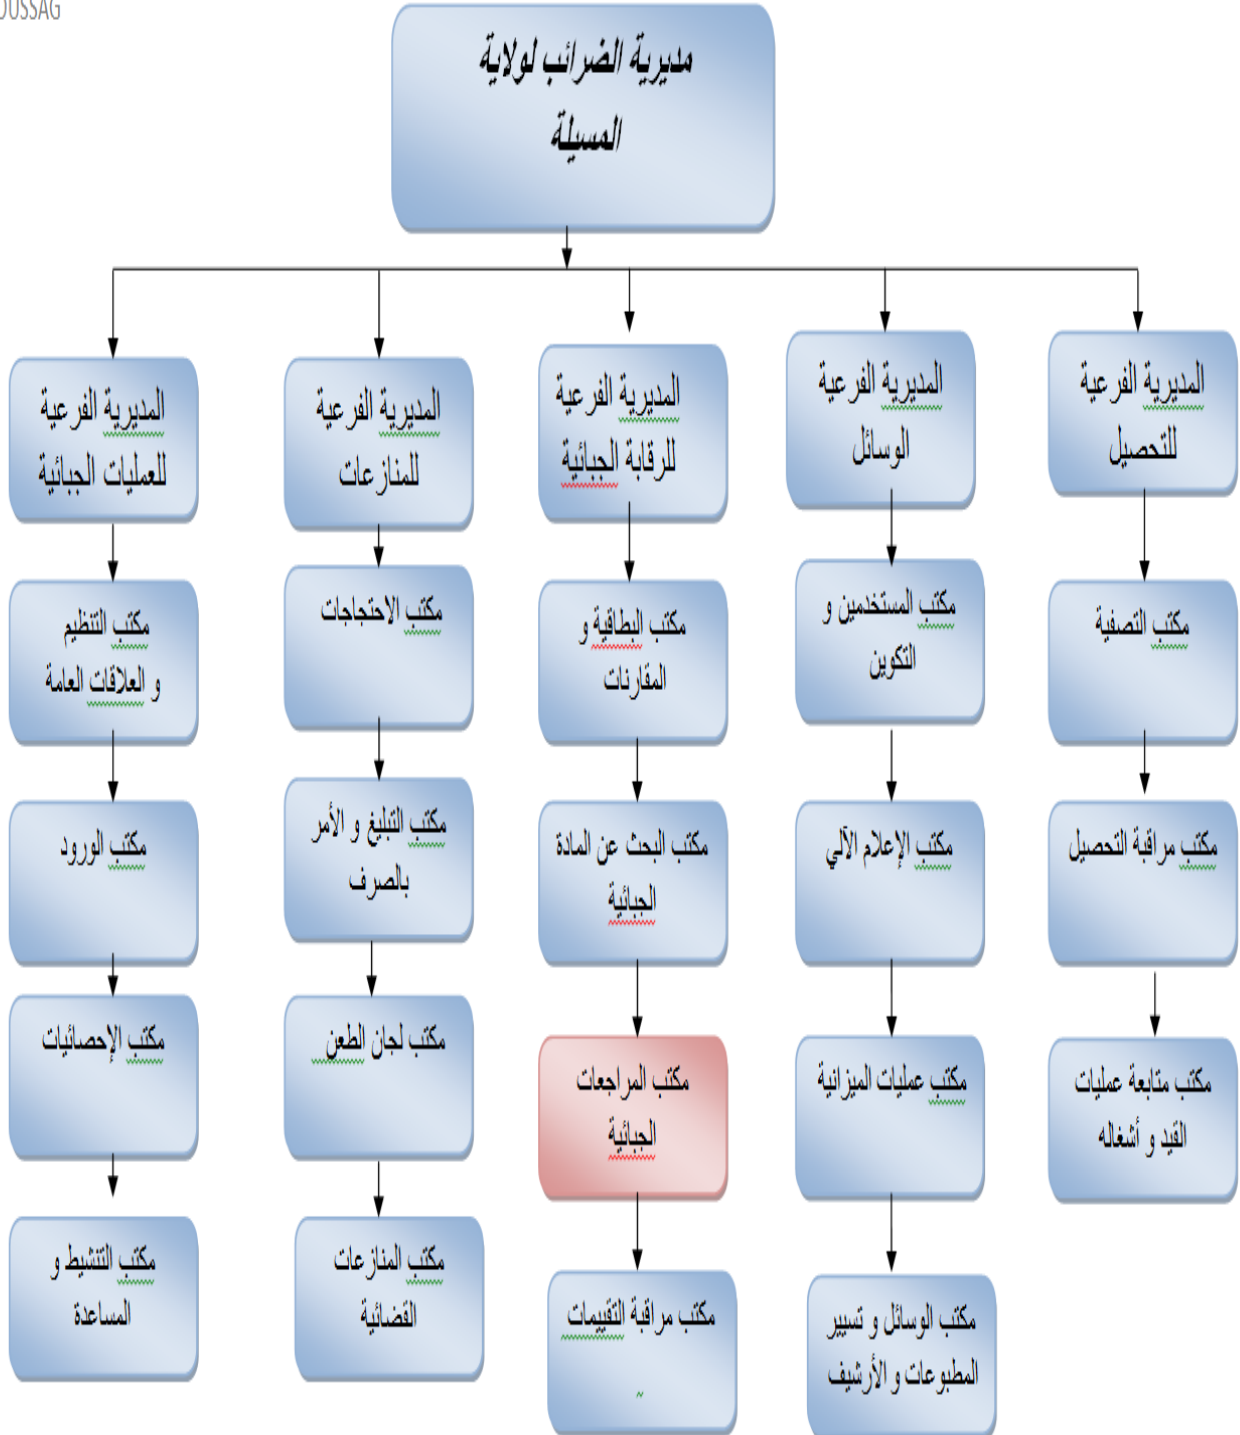 OUSSAG
مديرية الضرائب لولاية
المسيلة
المديرية الفرعية
للتحصيل
المديرية الفرعية
الوسائل
المديرية الفرعية
للرقابة الجبائية
المديرية الفرعية
للمنازعات
المديرية الفرعية
للعمليات الجبائية
مكتب التصفية
مكتب المستخدمين و
التكوين
مكتب البطاقية و
المقارنات
مكتب الاحتجاجات
مكتب التنظيم
و العلاقات العامة
مكتب مراقبة التحصيل
مكتب الإعلام الآلي
مكتب البحث عن المادة
الجبائية
مكتب التبليغ و الأمر
بالصرف
مكتب الورود
مكتب متابعة عمليات
القيد و أشغاله
مكتب عمليات الميزانية
مكتب المراجعات
الجبائية
مكتب لجان الطعن
مكتب الإحصائيات
مكتب الوسائل و تسيير
المطبوعات و الأرشيف
مكتب مراقبة التقييمات
مكتب المنازعات
القضائية
مكتب التنشيط و
المساعدة